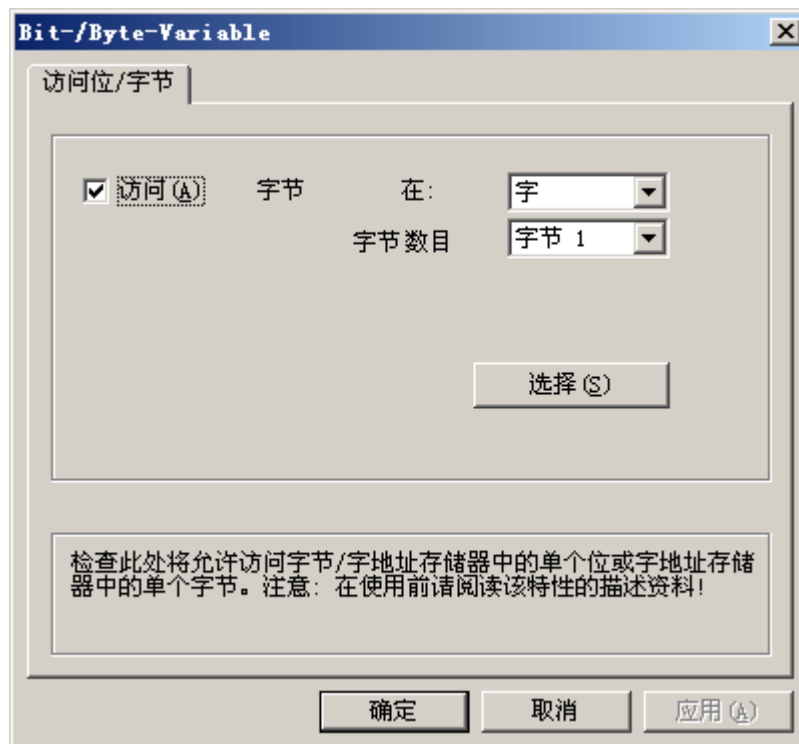 Bit-/Byte-Variable
访问位/字节
访问(A) 字节 在: 字
字节数目 字节 1
选择(S)
检查此处将允许访问字节/字地址存储器中的单个位或字地址存储
器中的单个字节。注意: 在使用前请阅读该特性的描述资料!
确定 取消 应用(A)